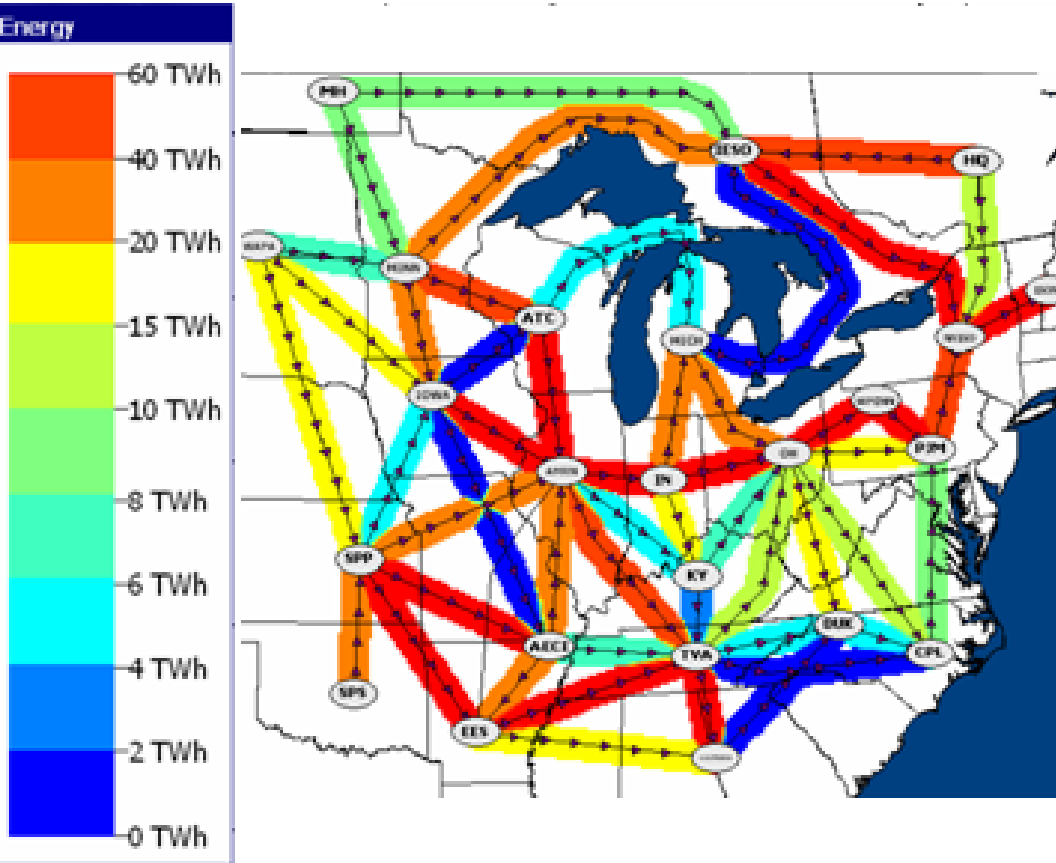 Energy
60 TWh
40 TWh
20 TWh
15 TWh
10 TWh
8 TWh
6 TWh
4 TWh
2 TWh
0 TWh
MH
IESO
HQ
WAPA
ATC
MICH
NYISO
IOWA
PJM
OH
IN
SPP
KY
DUK
AECI
TVA
CPL
SPS
EES